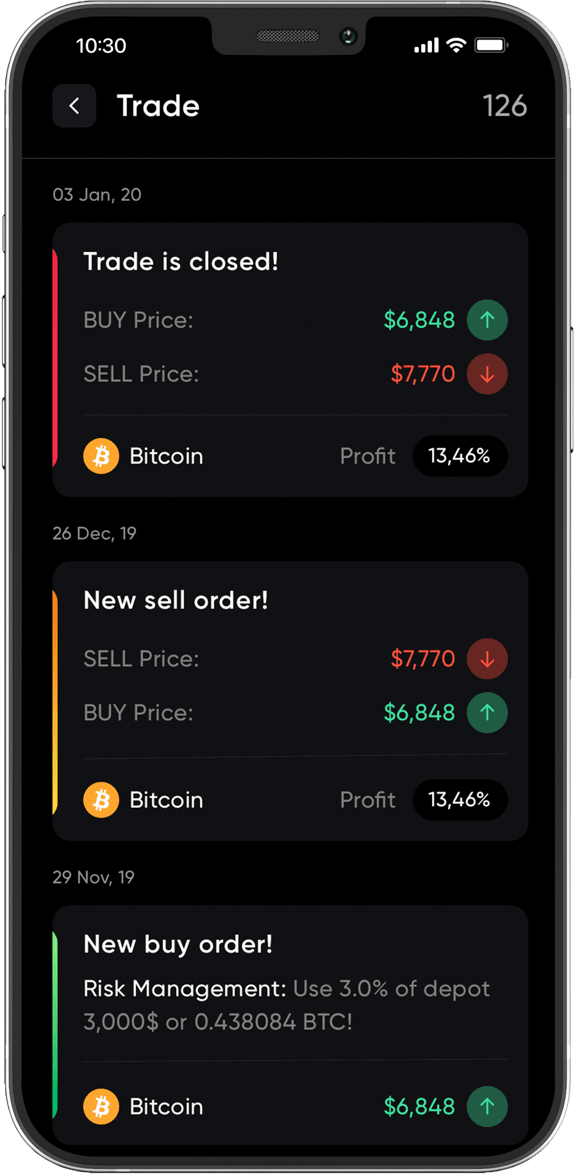 10:30
Trade 126
03 Jan, 20
Trade is closed!
BUY Price: $6,848
SELL Price: $7,770
Bitcoin Profit 13,46%
26 Dec, 19
New sell order!
SELL Price: $7,770
BUY Price: $6,848
Bitcoin Profit 13,46%
29 Nov, 19
New buy order!
Risk Management: Use 3.0% of depot
3,000$ or 0.438084 BTC!
Bitcoin $6,848